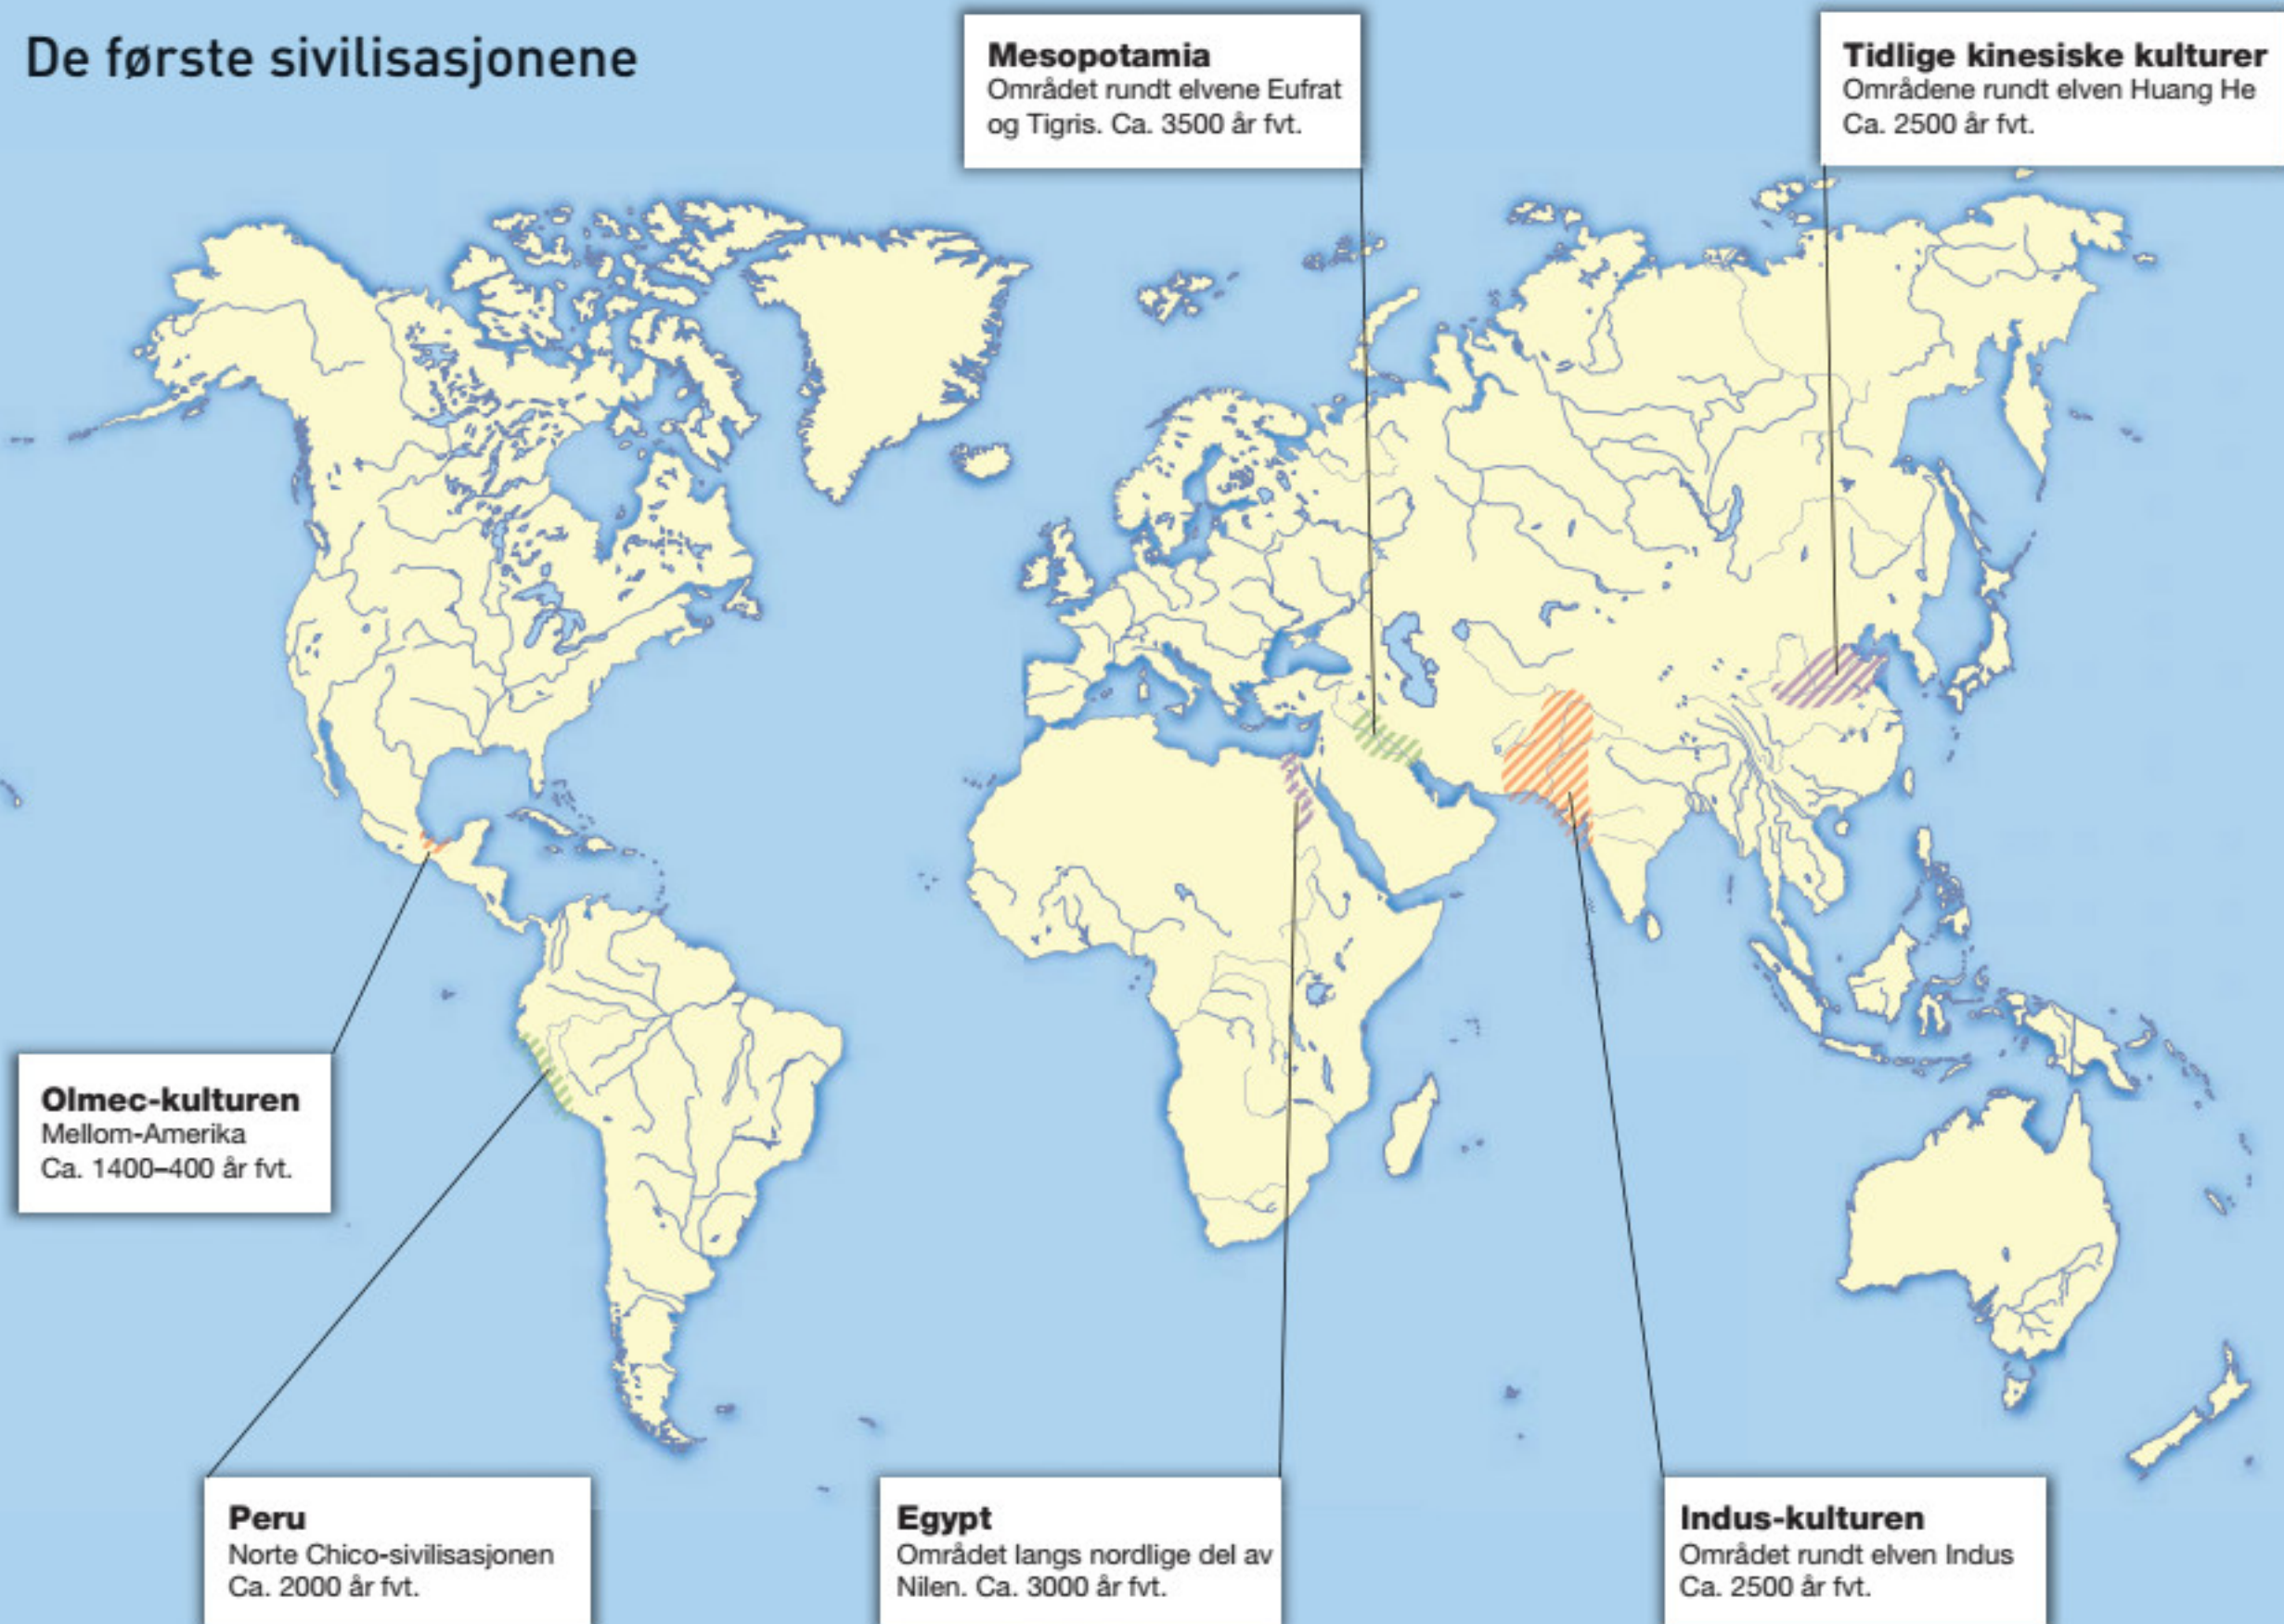 De første sivilisasjonene
Mesopotamia
Området rundt elvene Eufrat
og Tigris. Ca. 3500 år fvt.
Tidlige kinesiske kulturer
Områdene rundt elven Huang He
Ca. 2500 år fvt.
Olmec-kulturen
Mellom-Amerika
Ca. 1400–400 år fvt.
Peru
Norte Chico-sivilisasjonen
Ca. 2000 år fvt.
Egypt
Området langs nordlige del av
Nilen. Ca. 3000 år fvt.
Indus-kulturen
Området rundt elven Indus
Ca. 2500 år fvt.